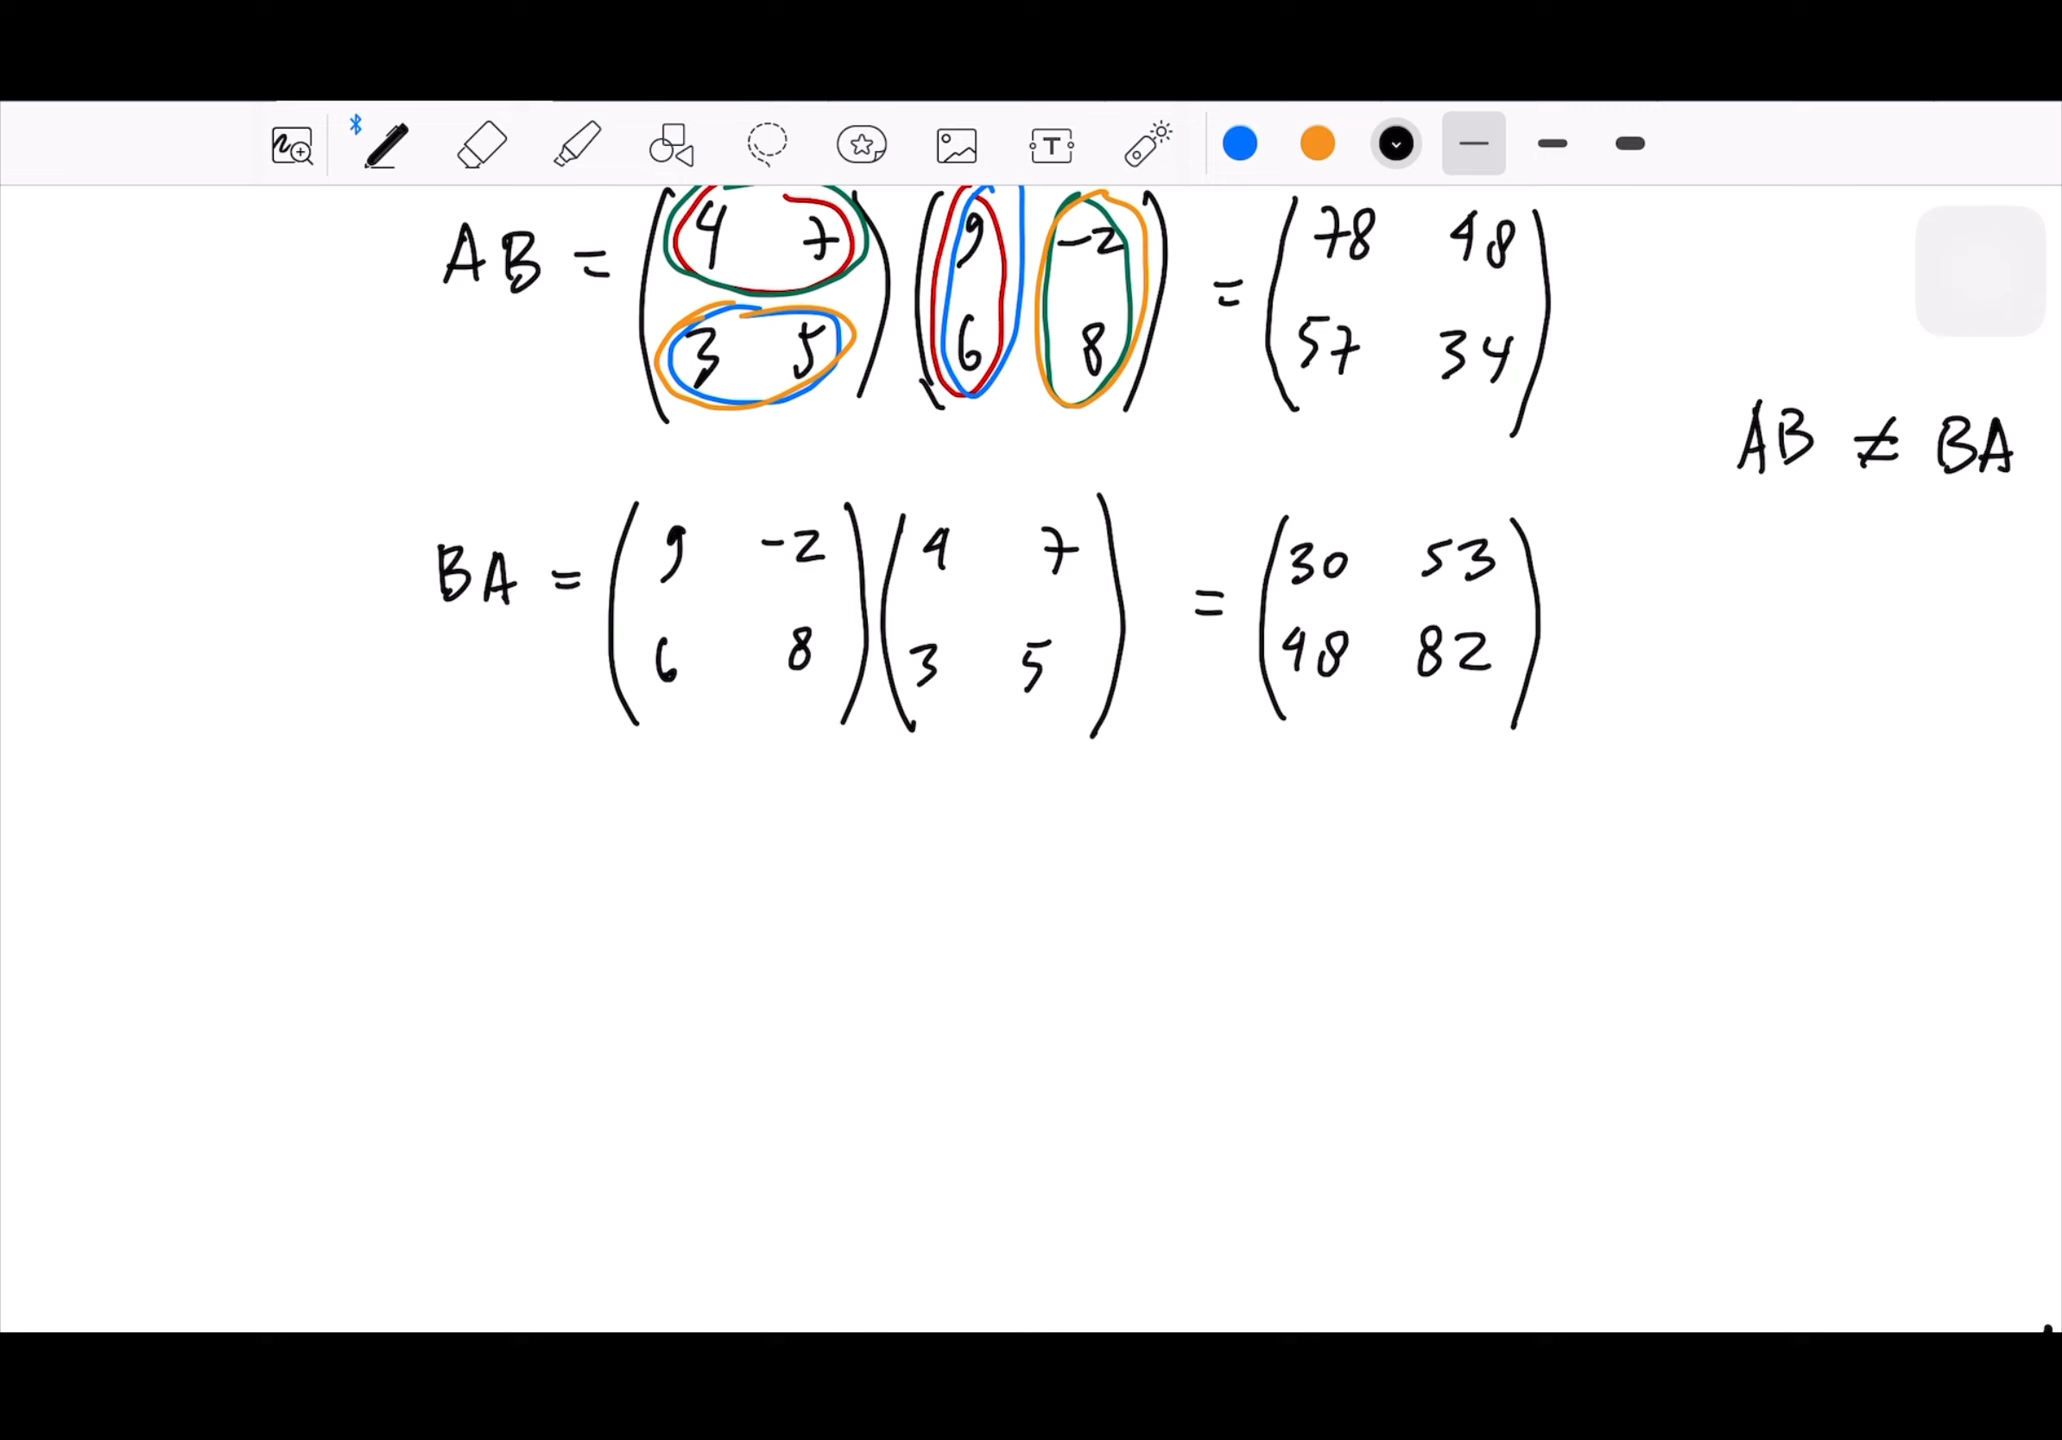 AB = (4 7) (9 -2) = (78 48)
(3 5) (6 8) (57 34)
AB ≠ BA
BA = (9 -2) (4 7) = (30 53)
(6 8) (3 5) (48 82)